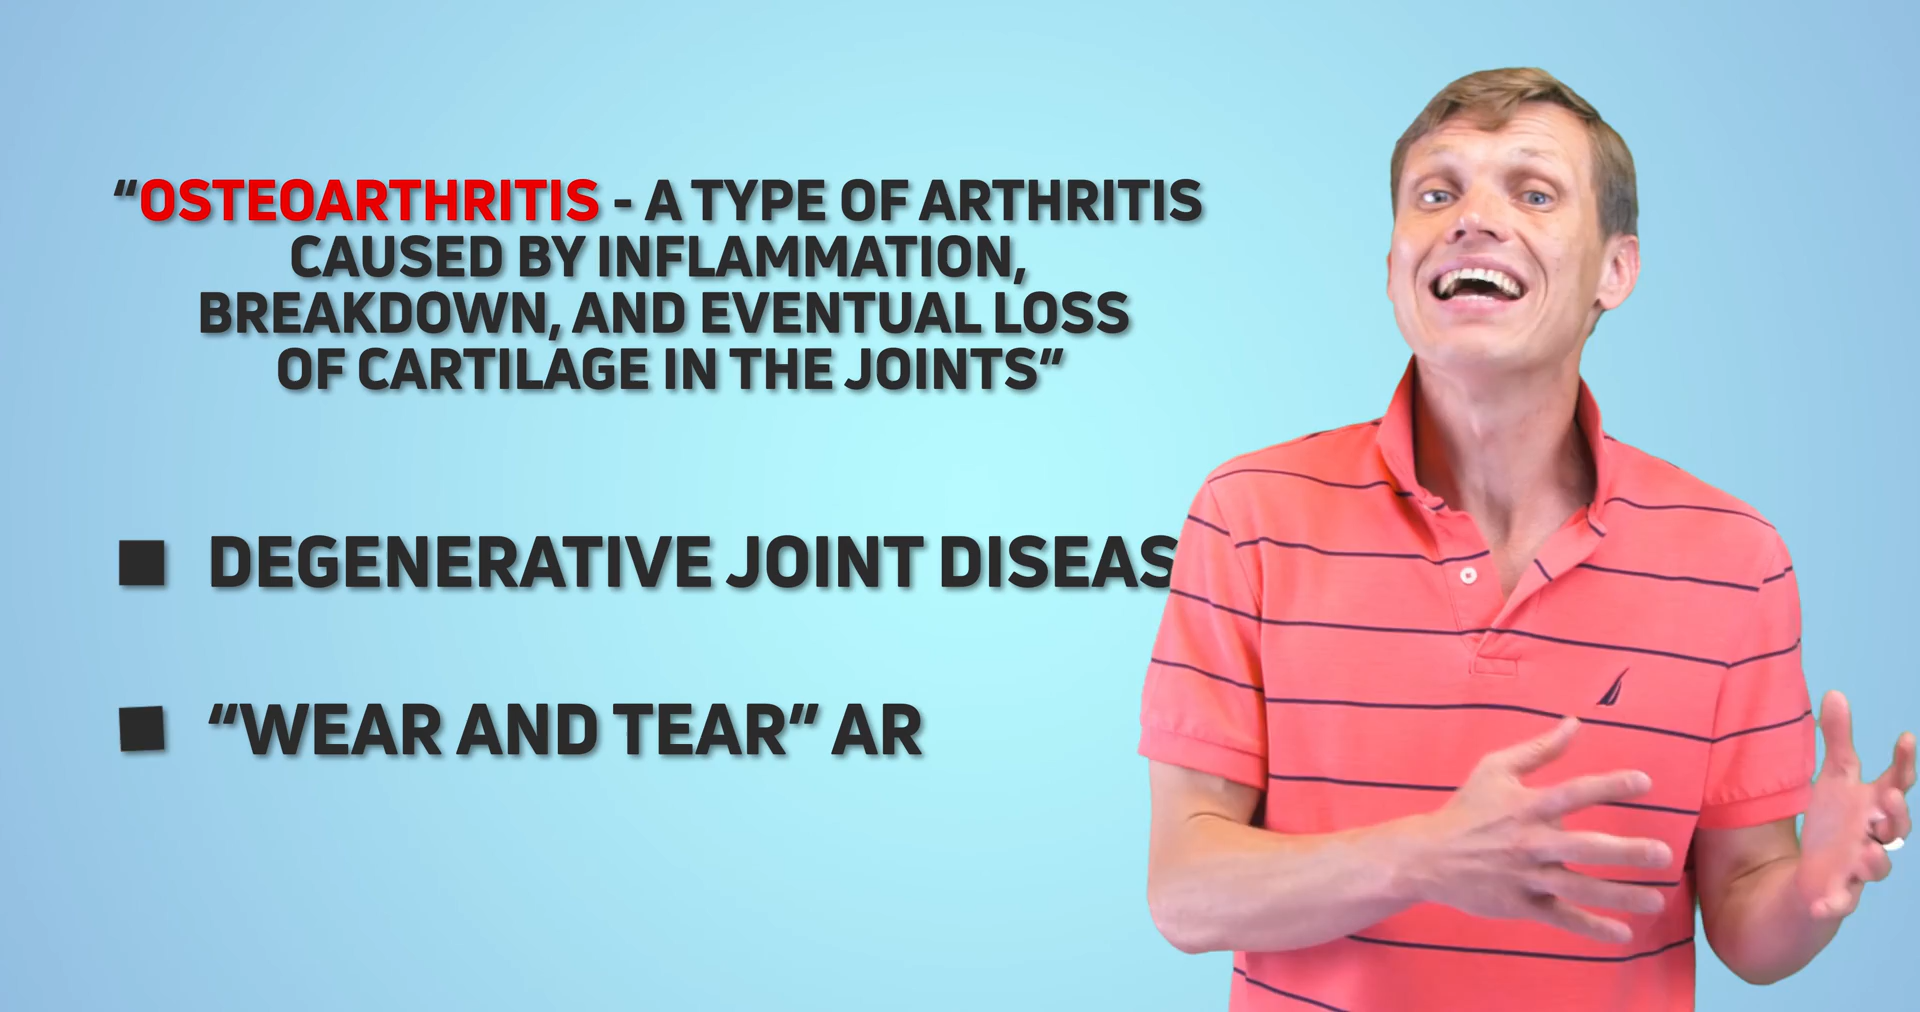 “OSTEOARTHRITIS - A TYPE OF ARTHRITIS
CAUSED BY INFLAMMATION,
BREAKDOWN, AND EVENTUAL LOSS
OF CARTILAGE IN THE JOINTS”
■ DEGENERATIVE JOINT DISEAS
■ “WEAR AND TEAR” AR